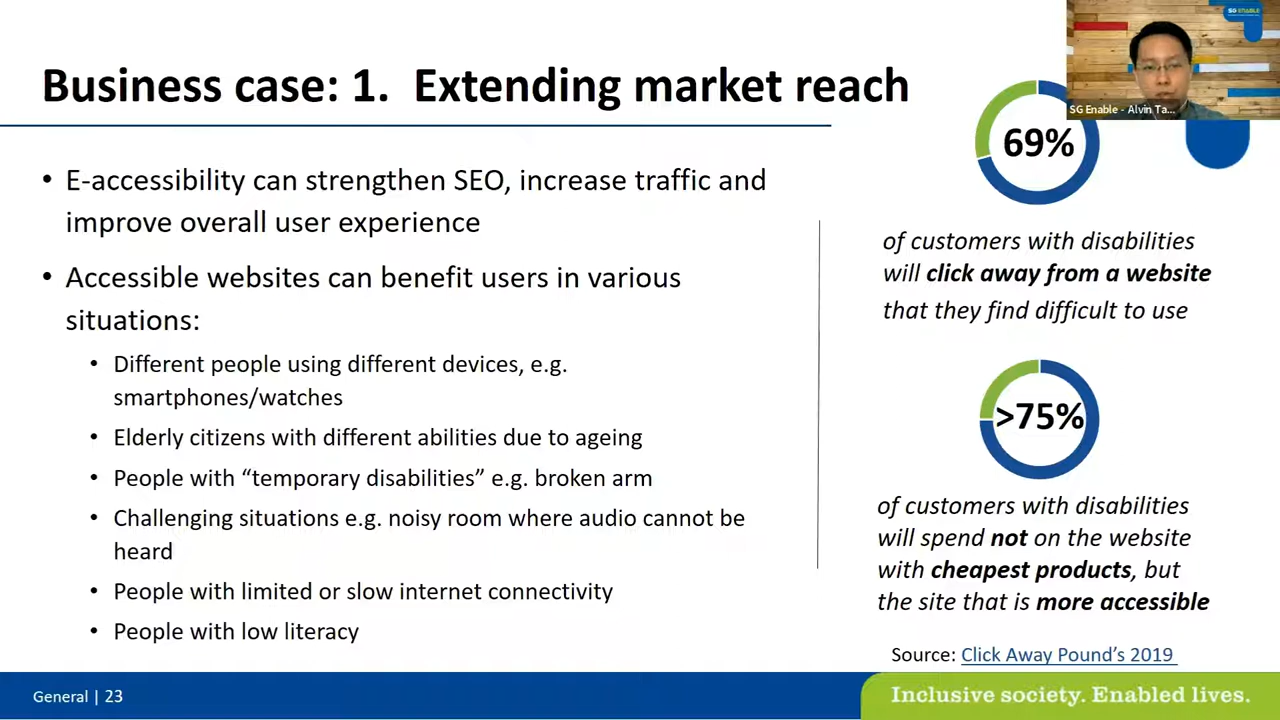 Business case: 1. Extending market reach
• E-accessibility can strengthen SEO, increase traffic and
improve overall user experience
• Accessible websites can benefit users in various
situations:
• Different people using different devices, e.g.
smartphones/watches
• Elderly citizens with different abilities due to ageing
• People with “temporary disabilities” e.g. broken arm
• Challenging situations e.g. noisy room where audio cannot be
heard
• People with limited or slow internet connectivity
• People with low literacy
SG ENABLE
SG Enable - Alvin Ta...
69%
of customers with disabilities
will click away from a website
that they find difficult to use
>75%
of customers with disabilities
will spend not on the website
with cheapest products, but
the site that is more accessible
Source: Click Away Pound’s 2019
General | 23
Inclusive society. Enabled lives.